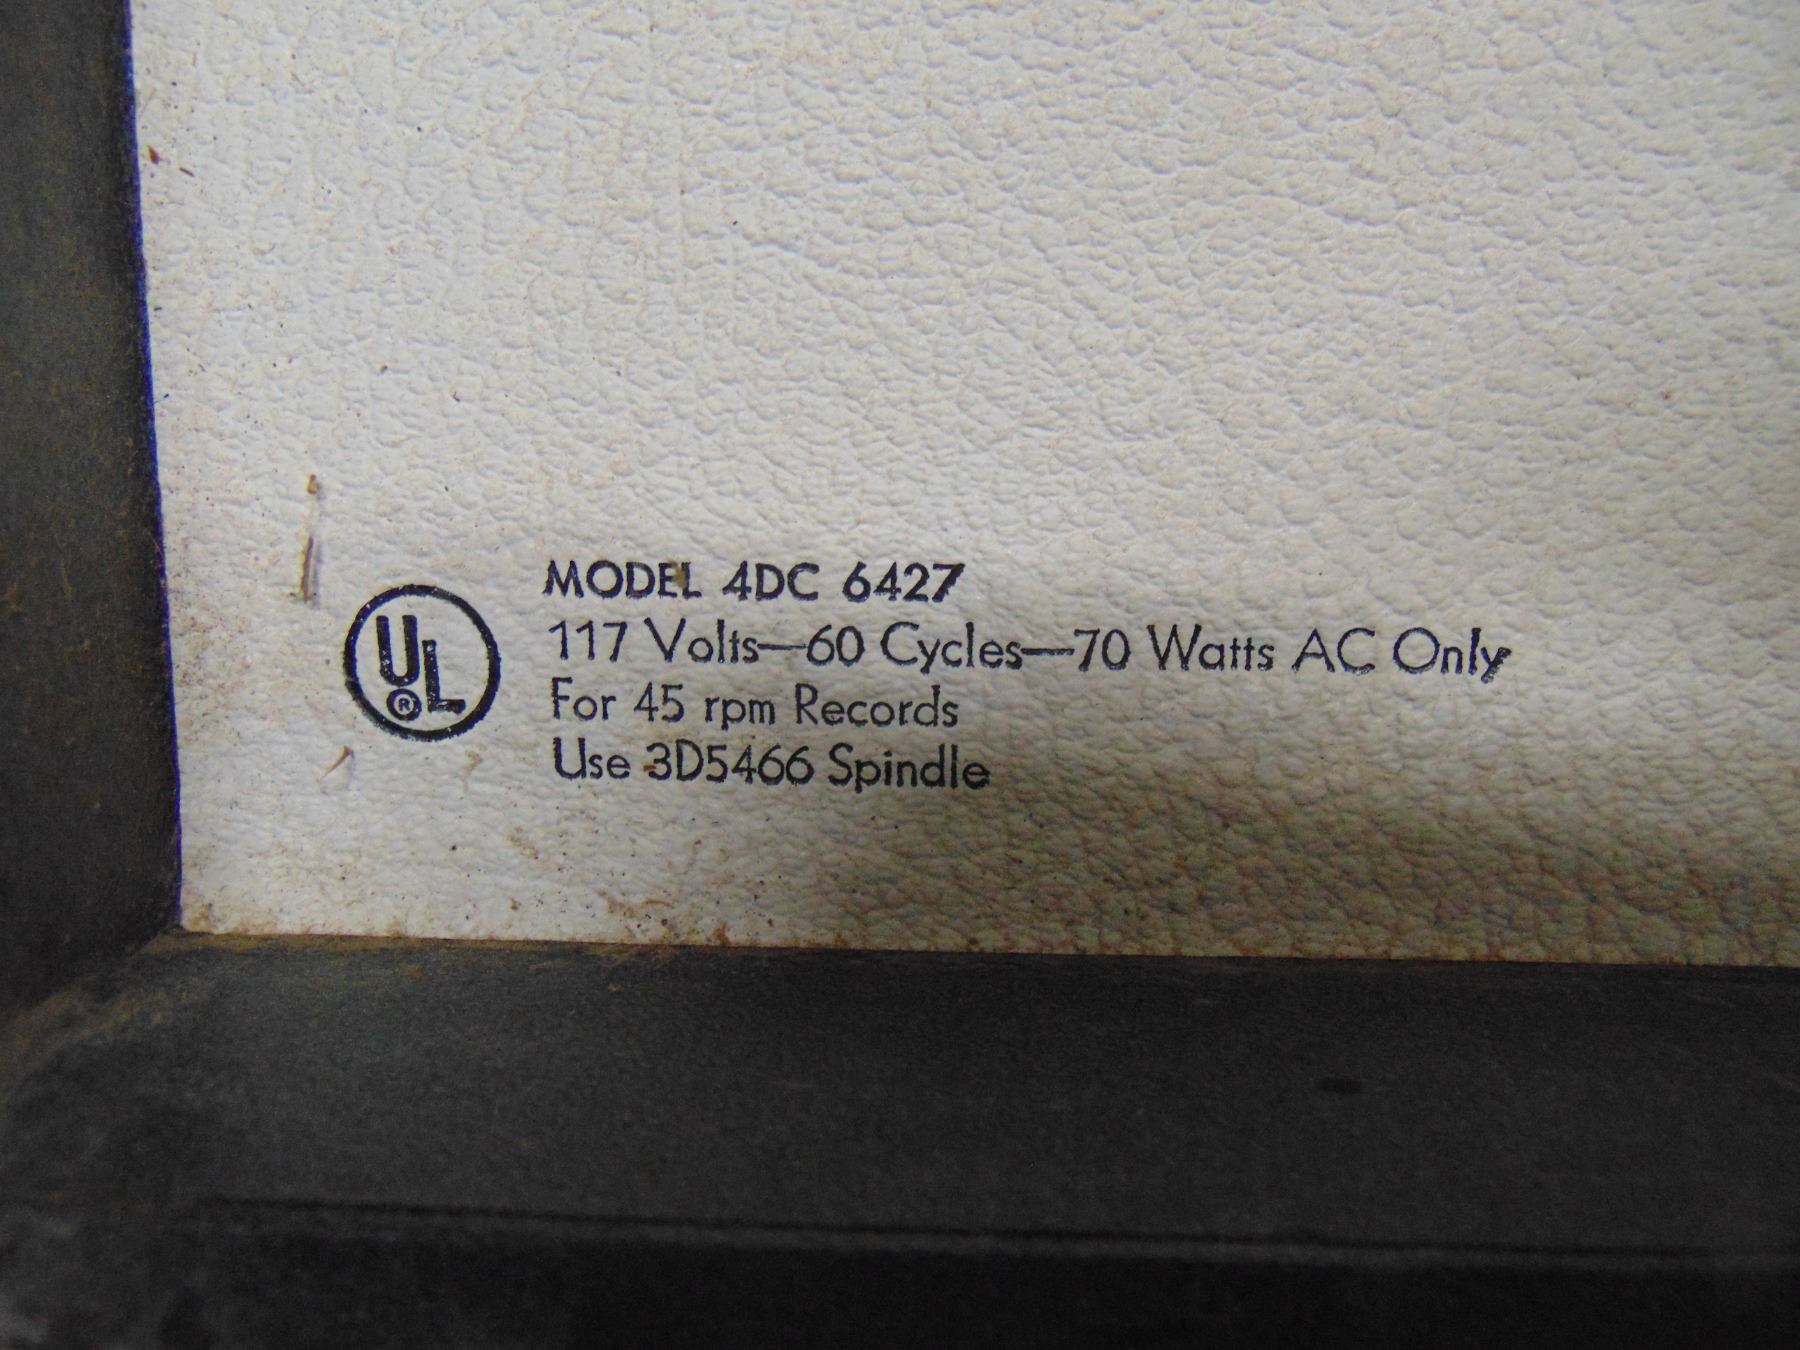 UL
®
MODEL 4DC 6427
117 Volts—60 Cycles—70 Watts AC Only
For 45 rpm Records
Use 3D5466 Spindle